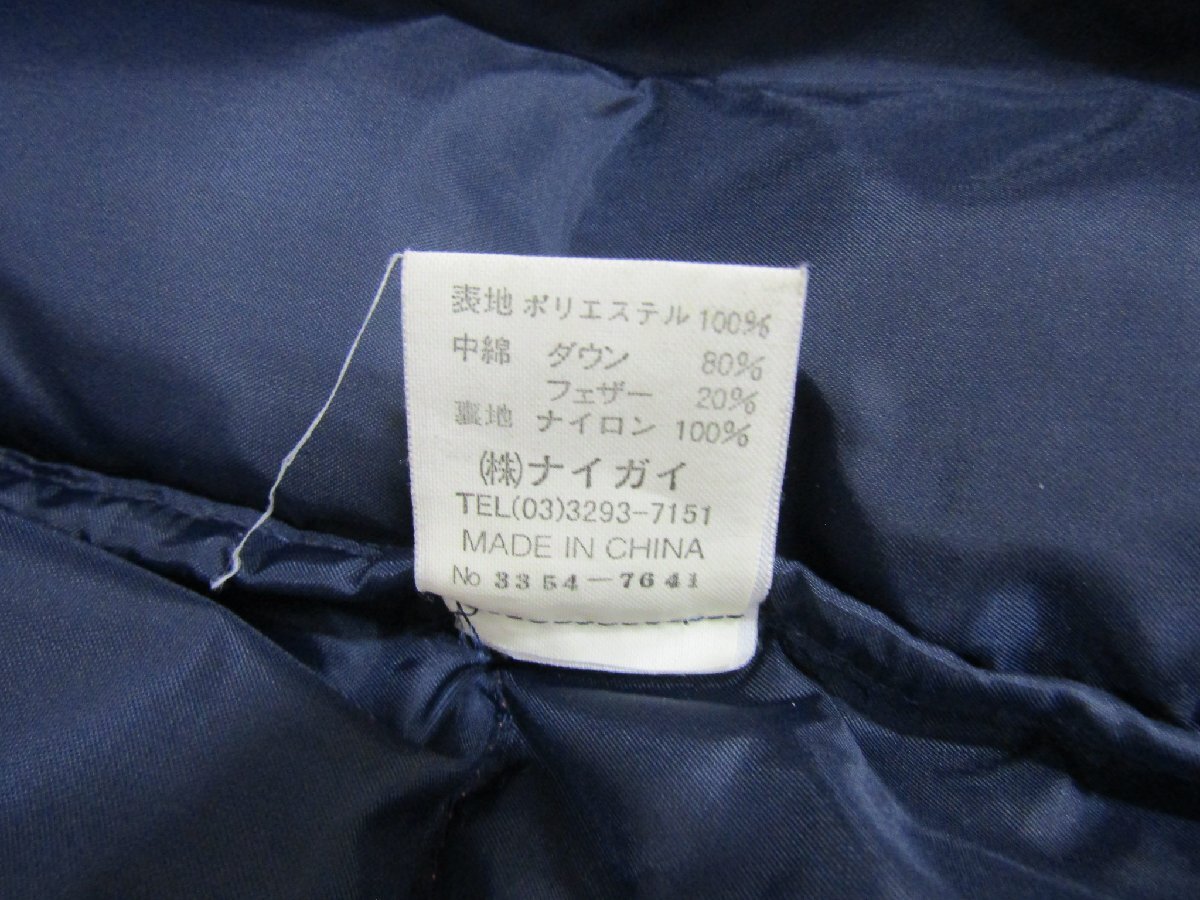 表地 ポリエステル 100%
中綿 ダウン 80%
フェザー 20%
裏地 ナイロン 100%
(株)ナイガイ
TEL(03)3293-7151
MADE IN CHINA
No 3354-7641